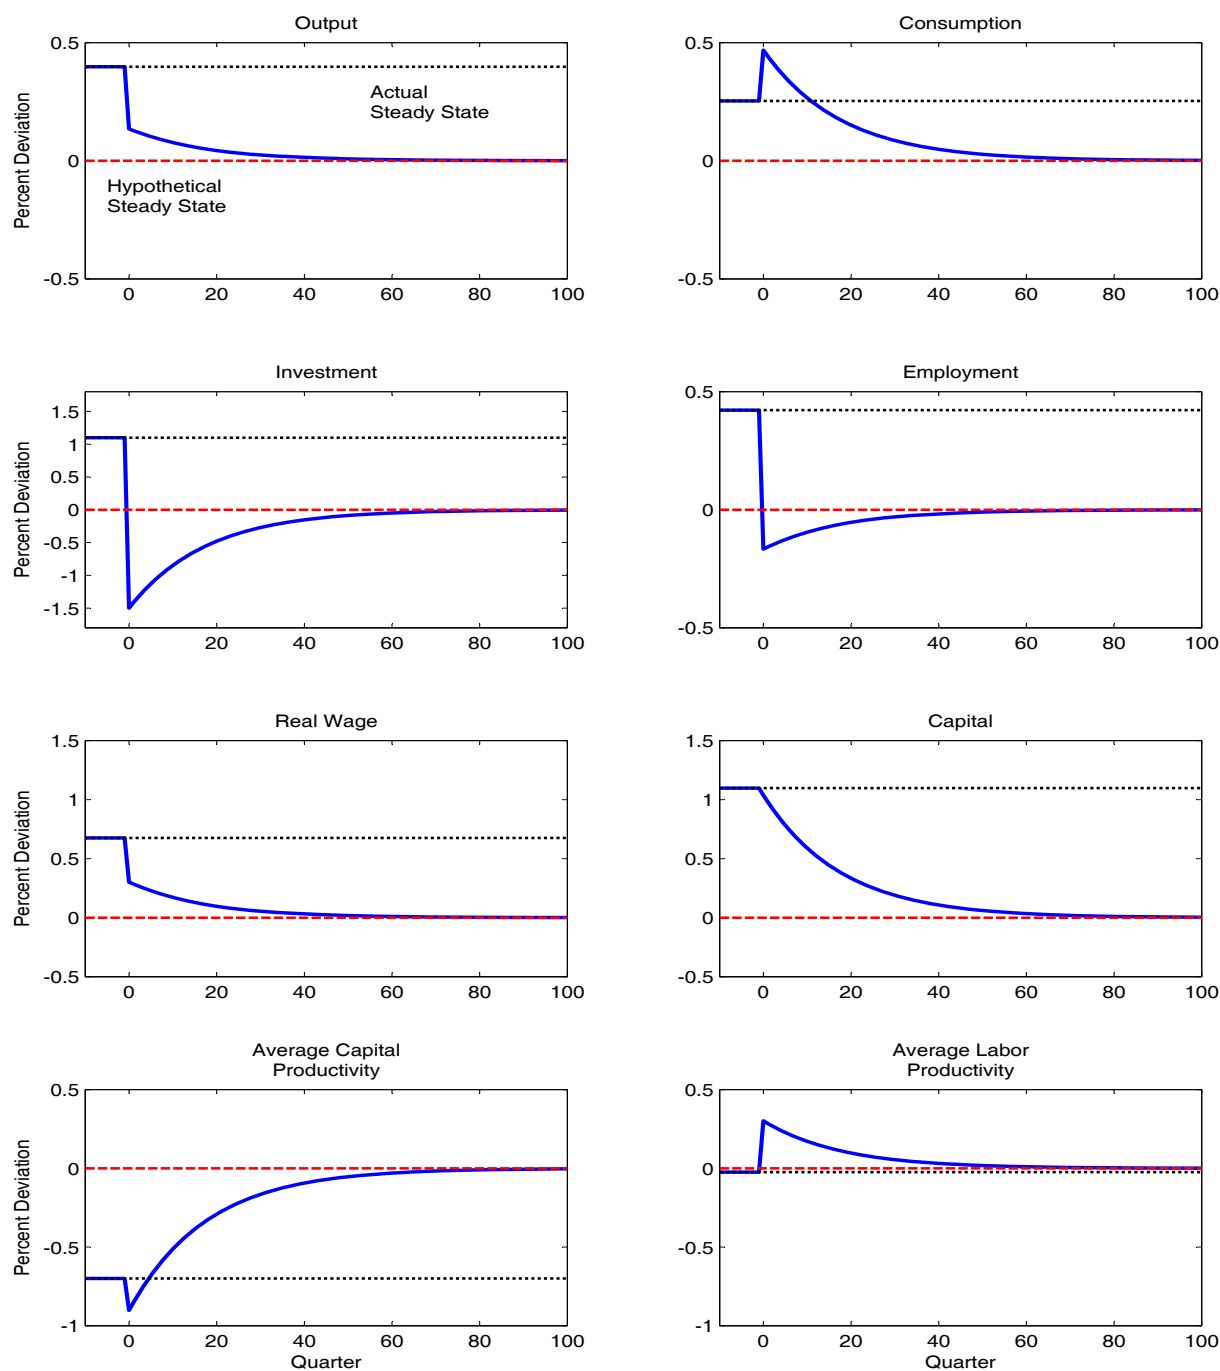 Output
0.5
0
-0.5
Percent Deviation
Actual
Steady State
Hypothetical
Steady State
0 20 40 60 80 100
Consumption
0.5
0
-0.5
0 20 40 60 80 100
Investment
1.5
1
0.5
0
-0.5
-1
-1.5
Percent Deviation
0 20 40 60 80 100
Employment
0.5
0
-0.5
0 20 40 60 80 100
Real Wage
1.5
1
0.5
0
-0.5
Percent Deviation
0 20 40 60 80 100
Capital
1.5
1
0.5
0
-0.5
0 20 40 60 80 100
Average Capital
Productivity
0.5
0
-0.5
-1
Percent Deviation
0 20 40 60 80 100
Quarter
Average Labor
Productivity
0.5
0
-0.5
-1
0 20 40 60 80 100
Quarter